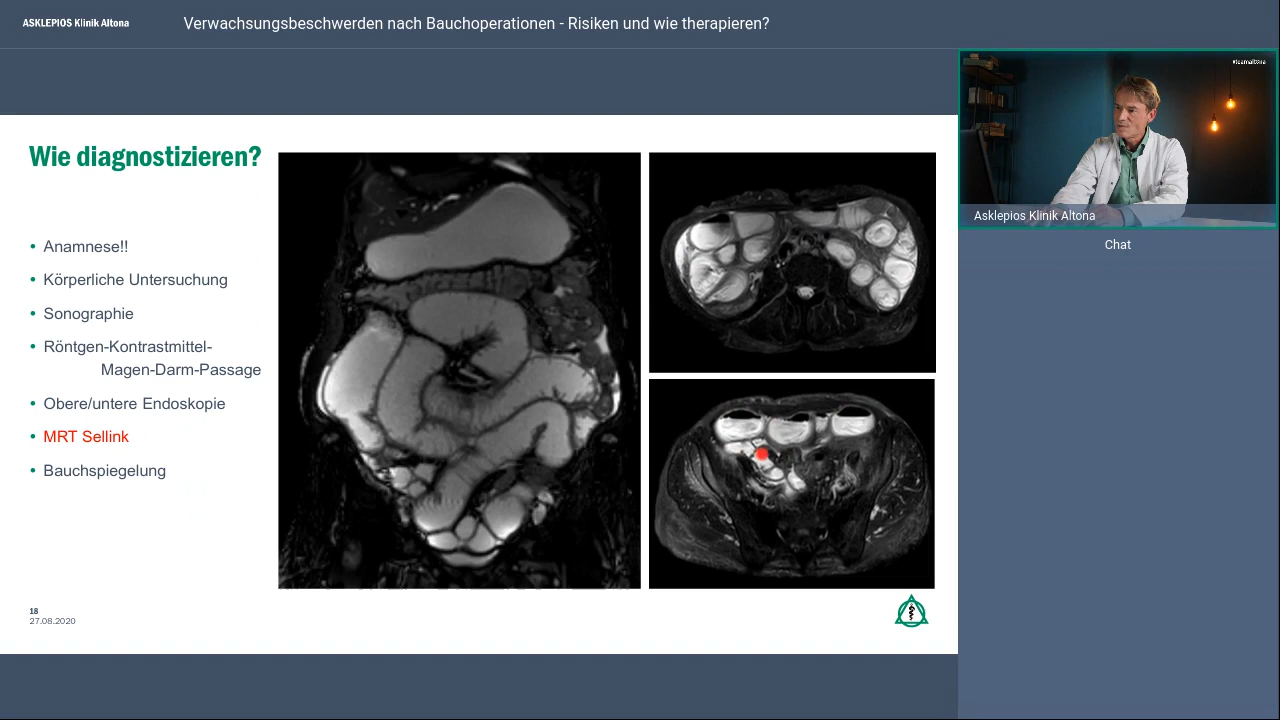 ASKLEPIOS Klinik Altona
Verwachsungsbeschwerden nach Bauchoperationen - Risiken und wie therapieren?
#teamaltona
Asklepios Klinik Altona
Chat
Wie diagnostizieren?
• Anamnese!!
• Körperliche Untersuchung
• Sonographie
• Röntgen-Kontrastmittel-
Magen-Darm-Passage
• Obere/untere Endoskopie
• MRT Sellink
• Bauchspiegelung
18
27.08.2020